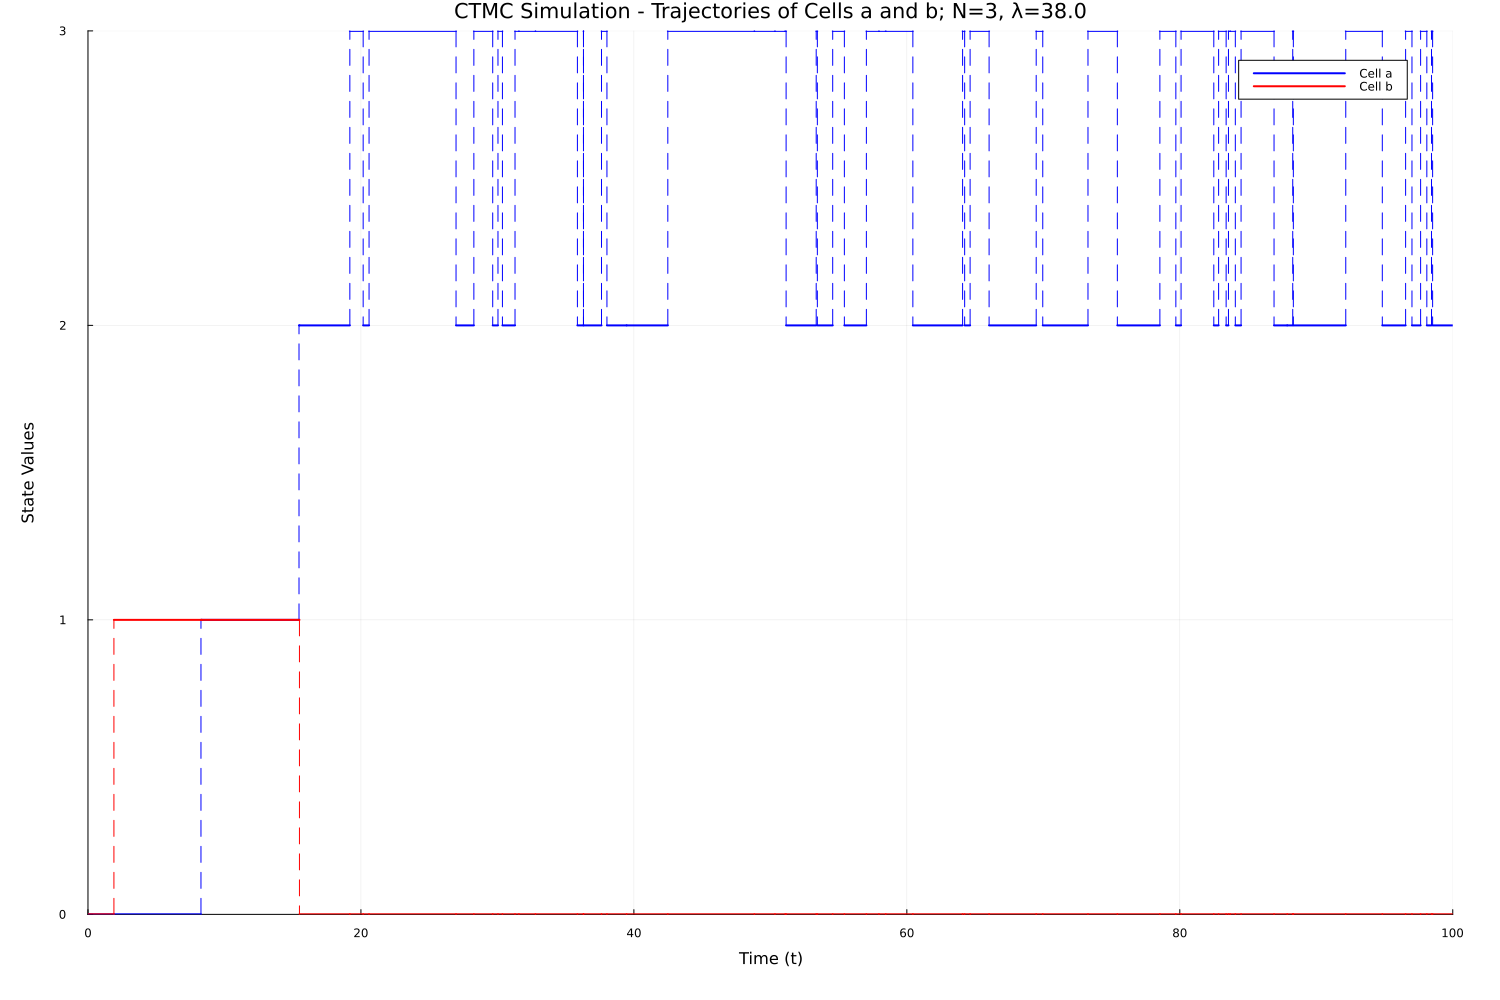 CTMC Simulation - Trajectories of Cells a and b; N=3, λ=38.0
3
Cell a
Cell b
2
State Values
1
0
0 20 40 60 80 100
Time (t)